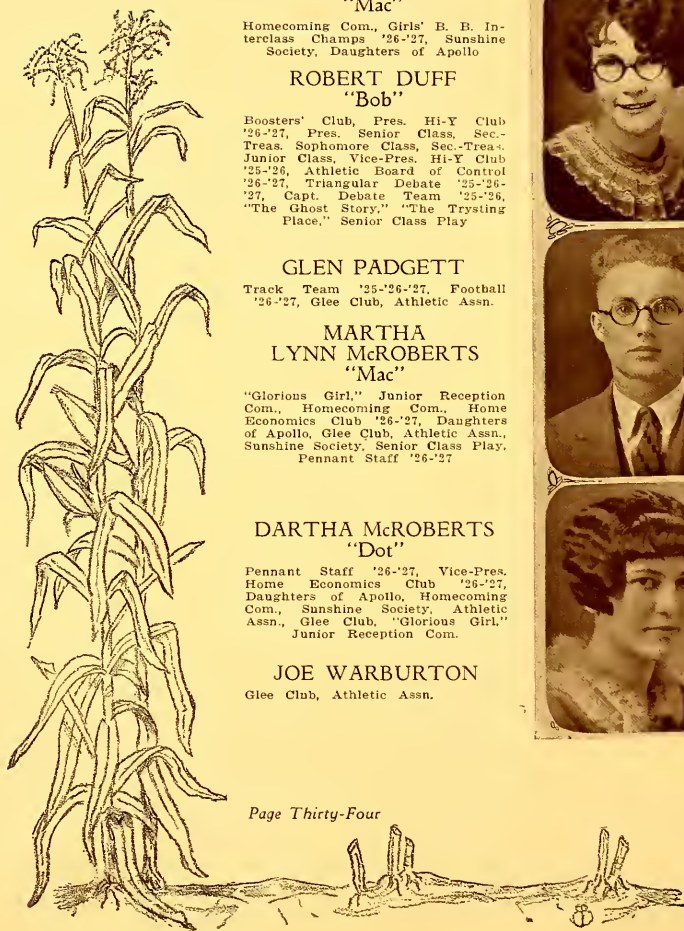 "Mac"
Homecoming Com., Girls' B. B. In-
terclass Champs '26-'27, Sunshine
Society, Daughters of Apollo
ROBERT DUFF
"Bob"
Boosters' Club, Pres. Hi-Y Club
'26-'27, Pres. Senior Class, Sec.-
Treas. Sophomore Class, Sec.-Treas.
Junior Class, Vice-Pres. Hi-Y Club
'25-'26, Athletic Board of Control
'26-'27, Triangular Debate '25-'26-
'27, Capt. Debate Team '25-'26,
"The Ghost Story," "The Trysting
Place," Senior Class Play
GLEN PADGETT
Track Team '25-'26-'27, Football
'26-'27, Glee Club, Athletic Assn.
MARTHA
LYNN McROBERTS
"Mac"
"Glorious Girl," Junior Reception
Com., Homecoming Com., Home
Economics Club '26-'27, Daughters
of Apollo, Glee Club, Athletic Assn.,
Sunshine Society, Senior Class Play,
Pennant Staff '26-'27
DARTHA McROBERTS
"Dot"
Pennant Staff '26-'27, Vice-Pres.
Home Economics Club '26-'27,
Daughters of Apollo, Homecoming
Com., Sunshine Society, Athletic
Assn., Glee Club, "Glorious Girl,"
Junior Reception Com.
JOE WARBURTON
Glee Club, Athletic Assn.
Page Thirty-Four